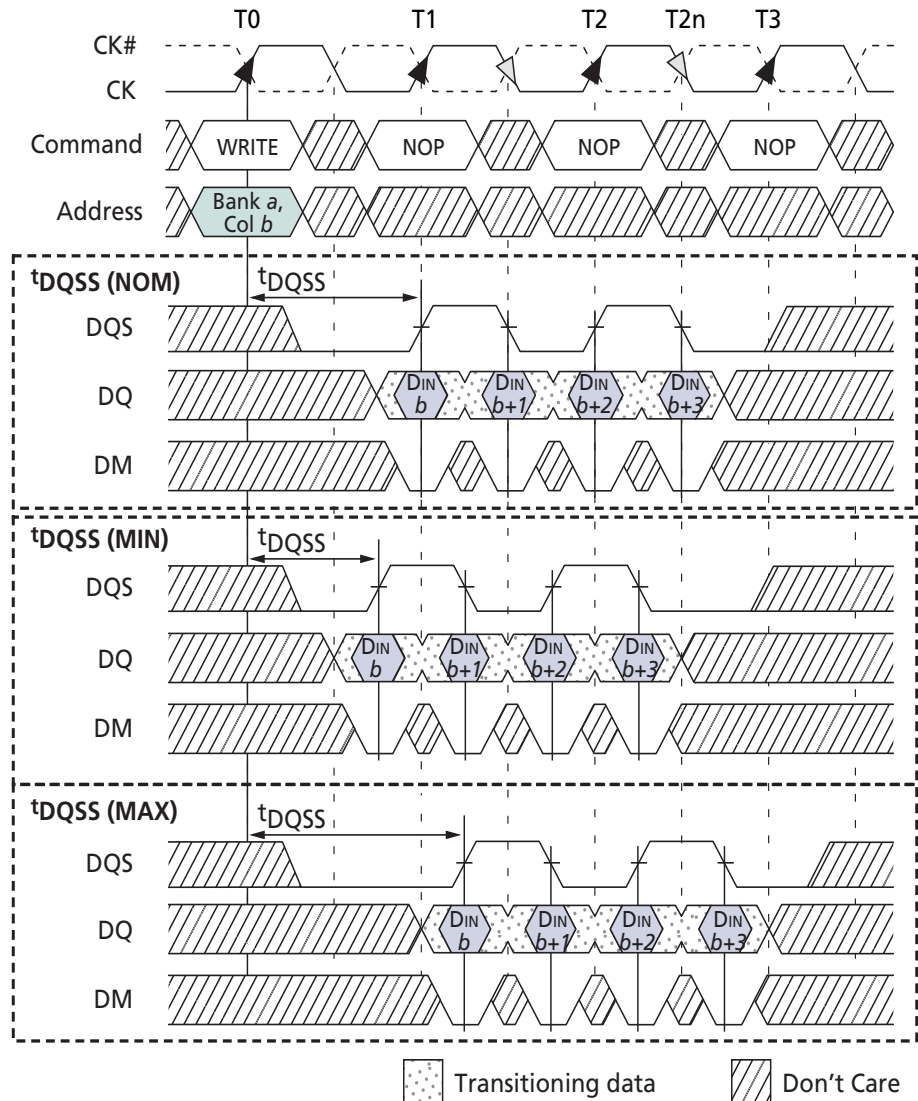 T0 T1 T2 T2n T3
CK#
CK
Command WRITE NOP NOP NOP
Address Bank a,
Col b
tDQSS (NOM) tDQSS
DQS
DQ DIN DIN DIN DIN
b b+1 b+2 b+3
DM
tDQSS (MIN) tDQSS
DQS
DQ DIN DIN DIN DIN
b b+1 b+2 b+3
DM
tDQSS (MAX) tDQSS
DQS
DQ DIN DIN DIN DIN
b b+1 b+2 b+3
DM
Transitioning data Don't Care